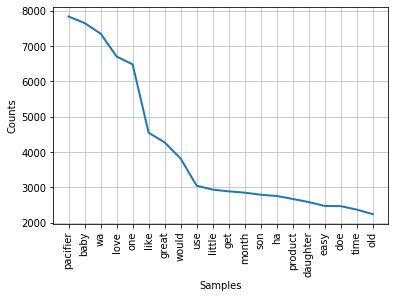 8000
7000
6000
5000
4000
3000
2000
Counts
pacifier
baby
wa
love
one
like
great
would
use
little
get
month
son
ha
product
daughter
easy
doe
time
old
Samples